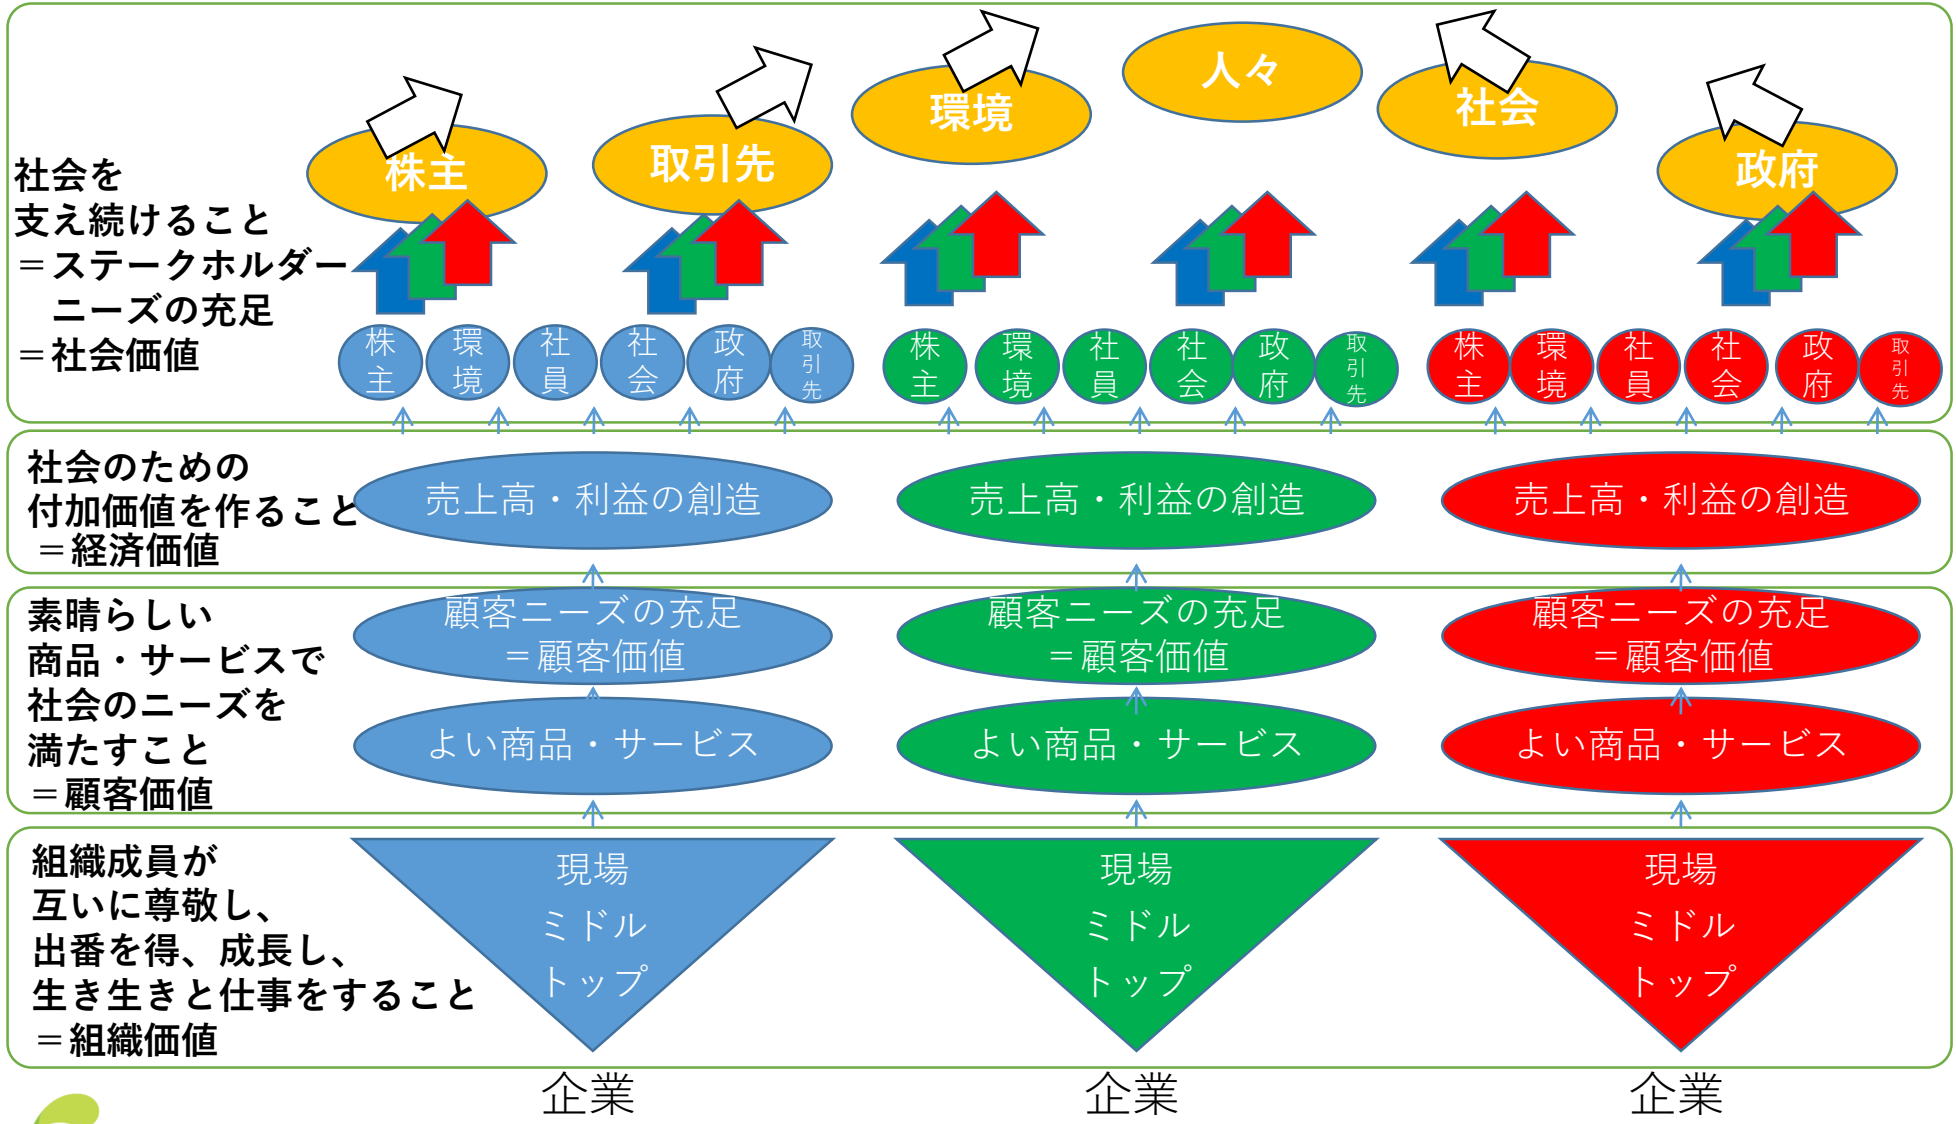 株主
取引先
環境
人々
社会
政府
社会を
支え続けること
＝ステークホルダー
ニーズの充足
＝社会価値
株
主
環
境
社
員
社
会
政
府
取
引
先
株
主
環
境
社
員
社
会
政
府
取
引
先
株
主
環
境
社
員
社
会
政
府
取
引
先
社会のための
付加価値を作ること
＝経済価値
売上高・利益の創造
売上高・利益の創造
売上高・利益の創造
素晴らしい
商品・サービスで
社会のニーズを
満たすこと
＝顧客価値
顧客ニーズの充足
＝顧客価値
顧客ニーズの充足
＝顧客価値
顧客ニーズの充足
＝顧客価値
よい商品・サービス
よい商品・サービス
よい商品・サービス
組織成員が
互いに尊敬し、
出番を得、成長し、
生き生きと仕事をすること
＝組織価値
現場
ミドル
トップ
現場
ミドル
トップ
現場
ミドル
トップ
企業
企業
企業